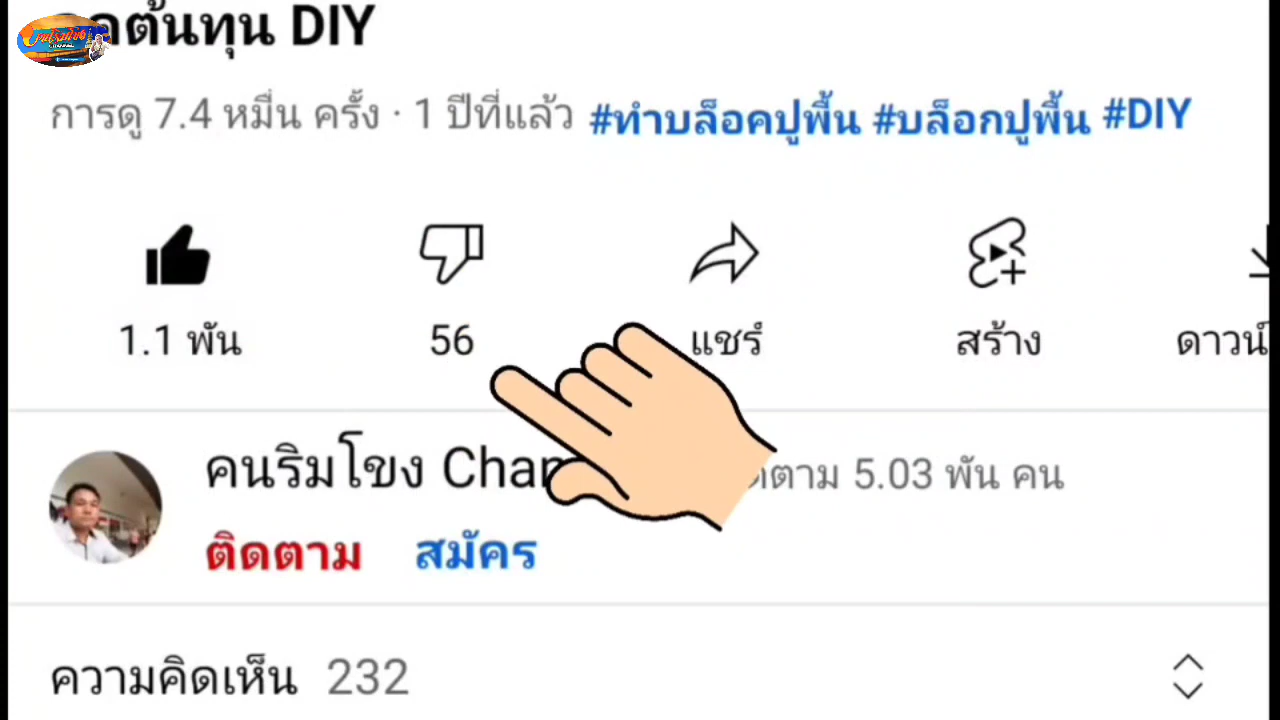 ต้นทุน DIY
การดู 7.4 หมื่น ครั้ง · 1 ปีที่แล้ว #ทำบล็อคปูพื้น #บล็อกปูพื้น #DIY
1.1 พัน 56 แชร์ สร้าง ดาวน์
คนริมโขง Chan 5.03 พัน คน
ติดตาม สมัคร
ความคิดเห็น 232